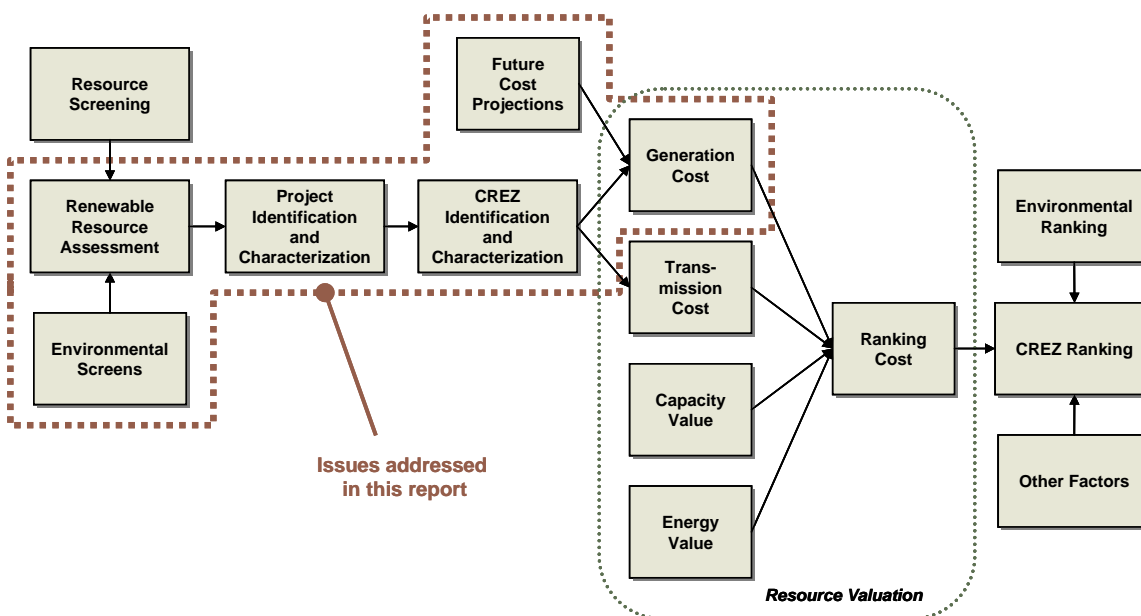 Resource
Screening
Future
Cost
Projections
Generation
Cost
Renewable
Resource
Assessment
Project
Identification
and
Characterization
CREZ
Identification
and
Characterization
Environmental
Ranking
Trans-
mission
Cost
Environmental
Screens
Ranking
Cost
CREZ Ranking
Capacity
Value
Issues addressed
in this report
Other Factors
Energy
Value
Resource Valuation